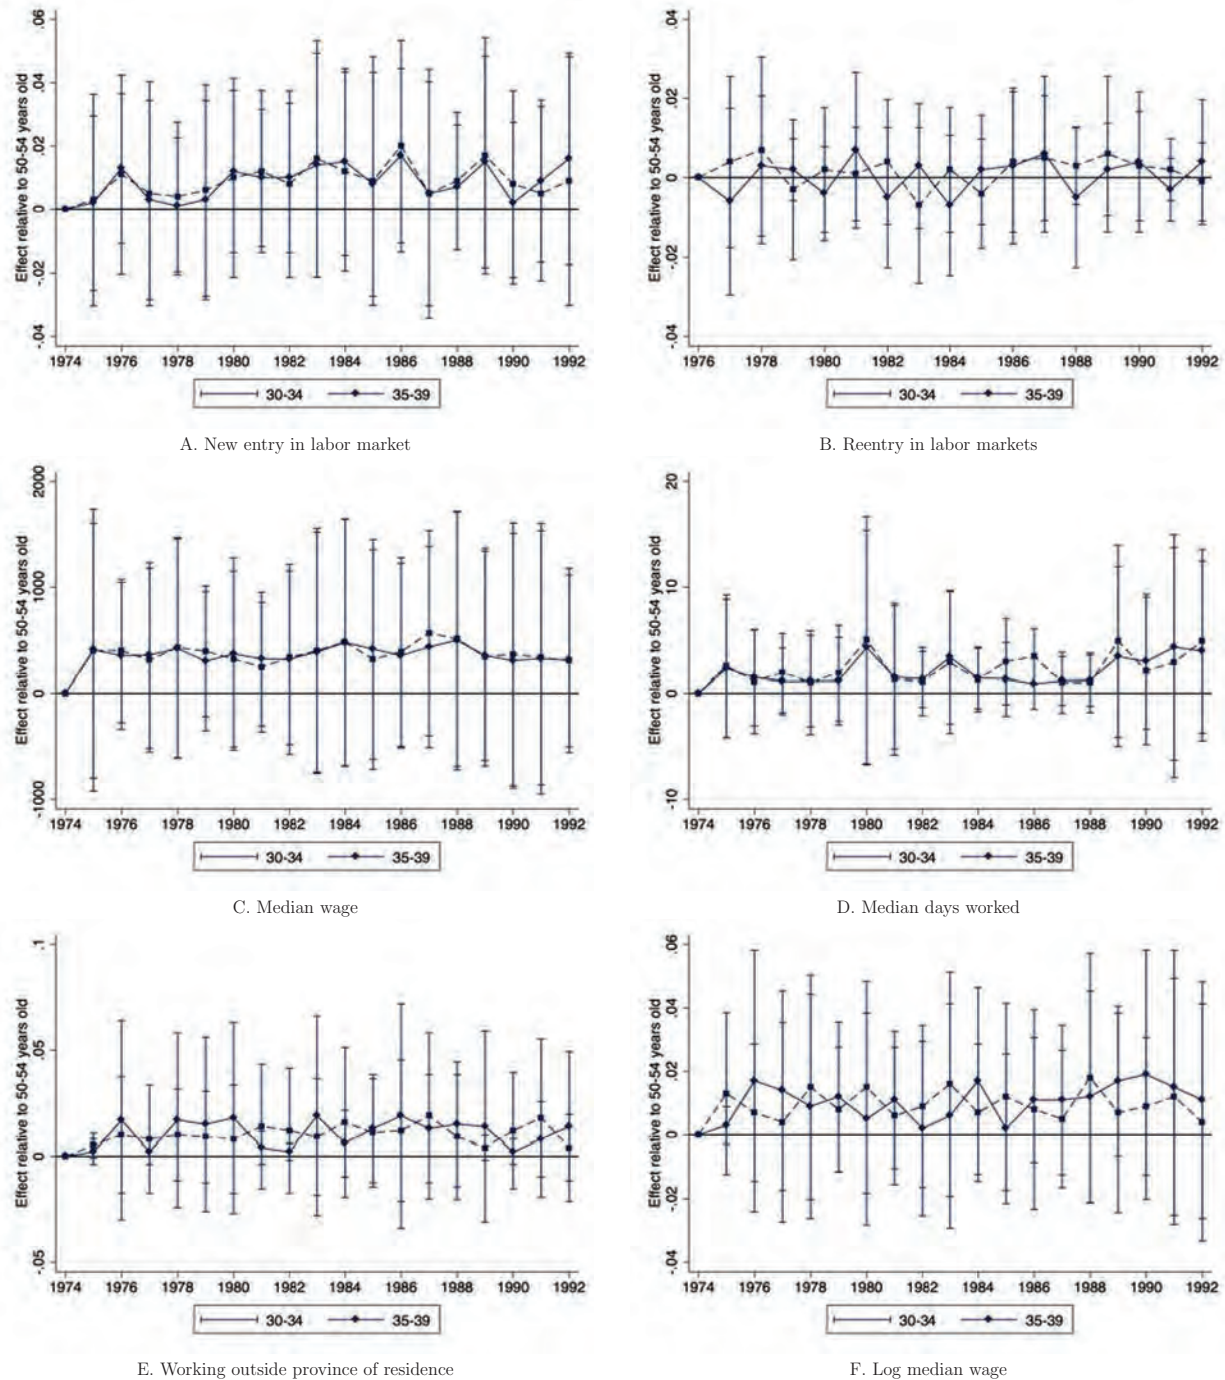 Effect relative to 50-54 years old
.06
.04
.02
0
-.02
-.04
1974 1976 1978 1980 1982 1984 1986 1988 1990 1992
30-34 35-39
A. New entry in labor market
Effect relative to 50-54 years old
.04
.02
0
-.02
-.04
1976 1978 1980 1982 1984 1986 1988 1990 1992
30-34 35-39
B. Reentry in labor markets
Effect relative to 50-54 years old
2000
1000
0
-1000
1974 1976 1978 1980 1982 1984 1986 1988 1990 1992
30-34 35-39
C. Median wage
Effect relative to 50-54 years old
20
10
0
-10
1974 1976 1978 1980 1982 1984 1986 1988 1990 1992
30-34 35-39
D. Median days worked
Effect relative to 50-54 years old
.1
.05
0
-.05
1974 1976 1978 1980 1982 1984 1986 1988 1990 1992
30-34 35-39
E. Working outside province of residence
Effect relative to 50-54 years old
.06
.04
.02
0
-.02
-.04
1974 1976 1978 1980 1982 1984 1986 1988 1990 1992
30-34 35-39
F. Log median wage